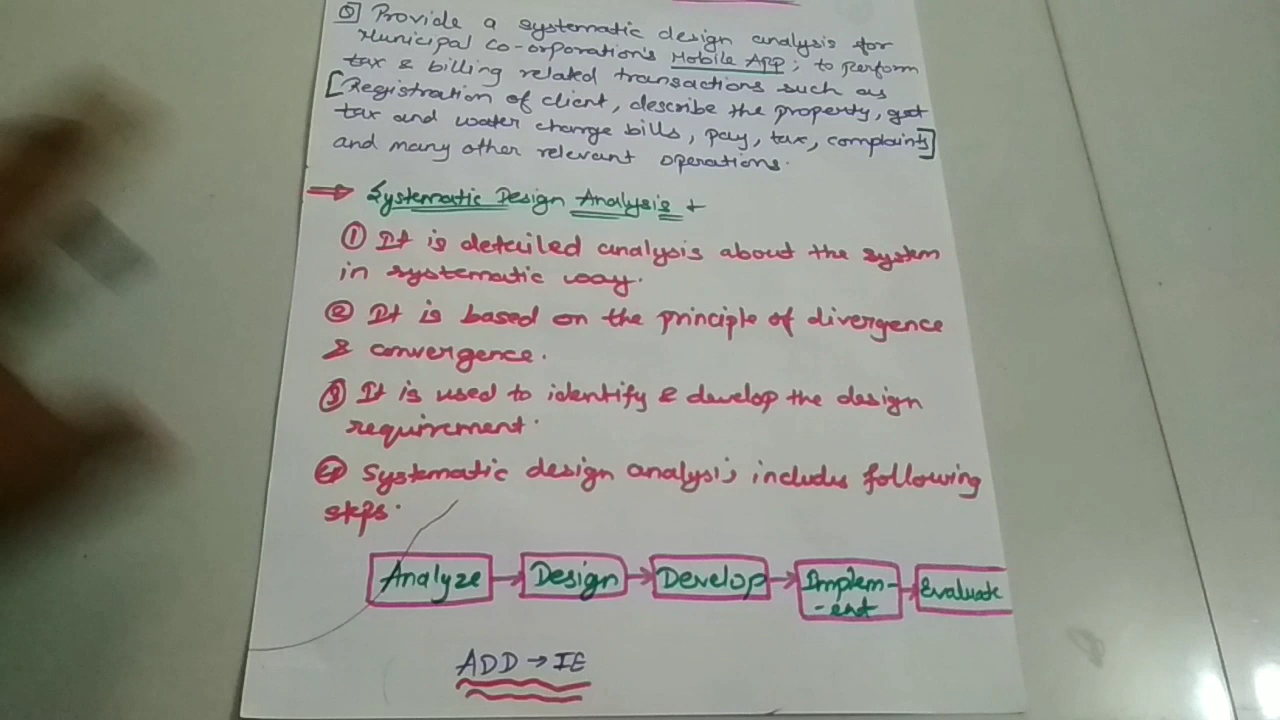 Q Provide a systematic design analysis for
Municipal Co-orporation's Mobile App; to perform
tax & billing related transactions such as
[Registration of client, describe the property, get
tax and water charge bills, pay, tax, complaints]
and many other relevant operations.
⇒ Systematic Design Analysis +
① It is detailed analysis about the system
in systematic way.
② It is based on the principle of divergence
& convergence.
③ It is used to identify & develop the design
requirement.
④ Systematic design analysis includes following
steps.
Analyze → Design → Develop → Implem- → Evaluate
-ent
ADD → IE